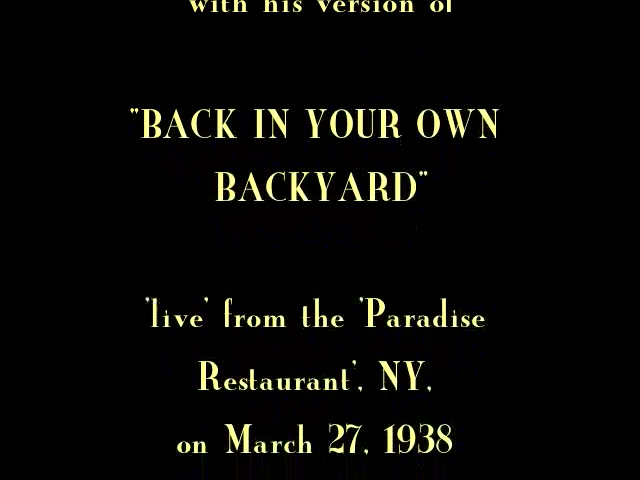 with his version of
"BACK IN YOUR OWN
BACKYARD"
'live' from the 'Paradise
Restaurant', NY,
on March 27, 1938